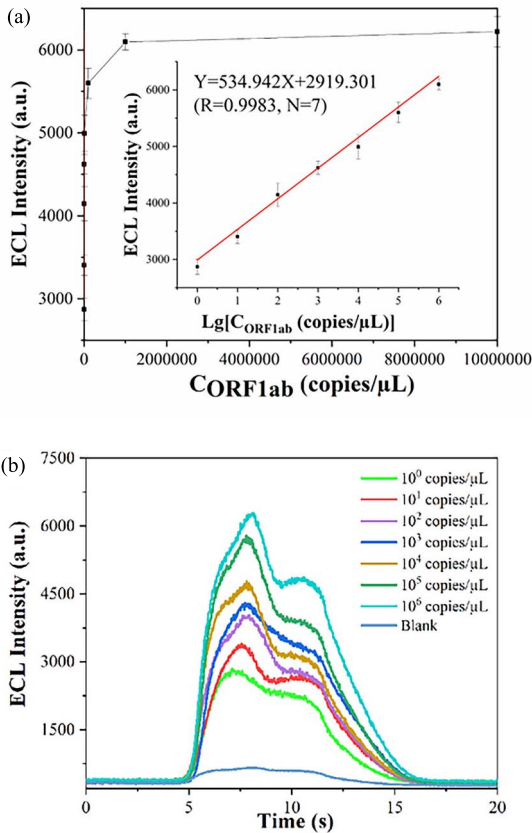 (a)
ECL Intensity (a.u.)
6000
5000
4000
3000
0
2000000
4000000
6000000
8000000
10000000
C_ORF1ab (copies/µL)
Y=534.942X+2919.301
(R=0.9983, N=7)
ECL Intensity (a.u.)
6000
5000
4000
3000
0 1 2 3 4 5 6
Lg[C_ORF1ab (copies/µL)]
(b)
ECL Intensity (a.u.)
7500
6000
4500
3000
1500
10⁰ copies/µL
10¹ copies/µL
10² copies/µL
10³ copies/µL
10⁴ copies/µL
10⁵ copies/µL
10⁶ copies/µL
Blank
0 5 10 15 20
Time (s)